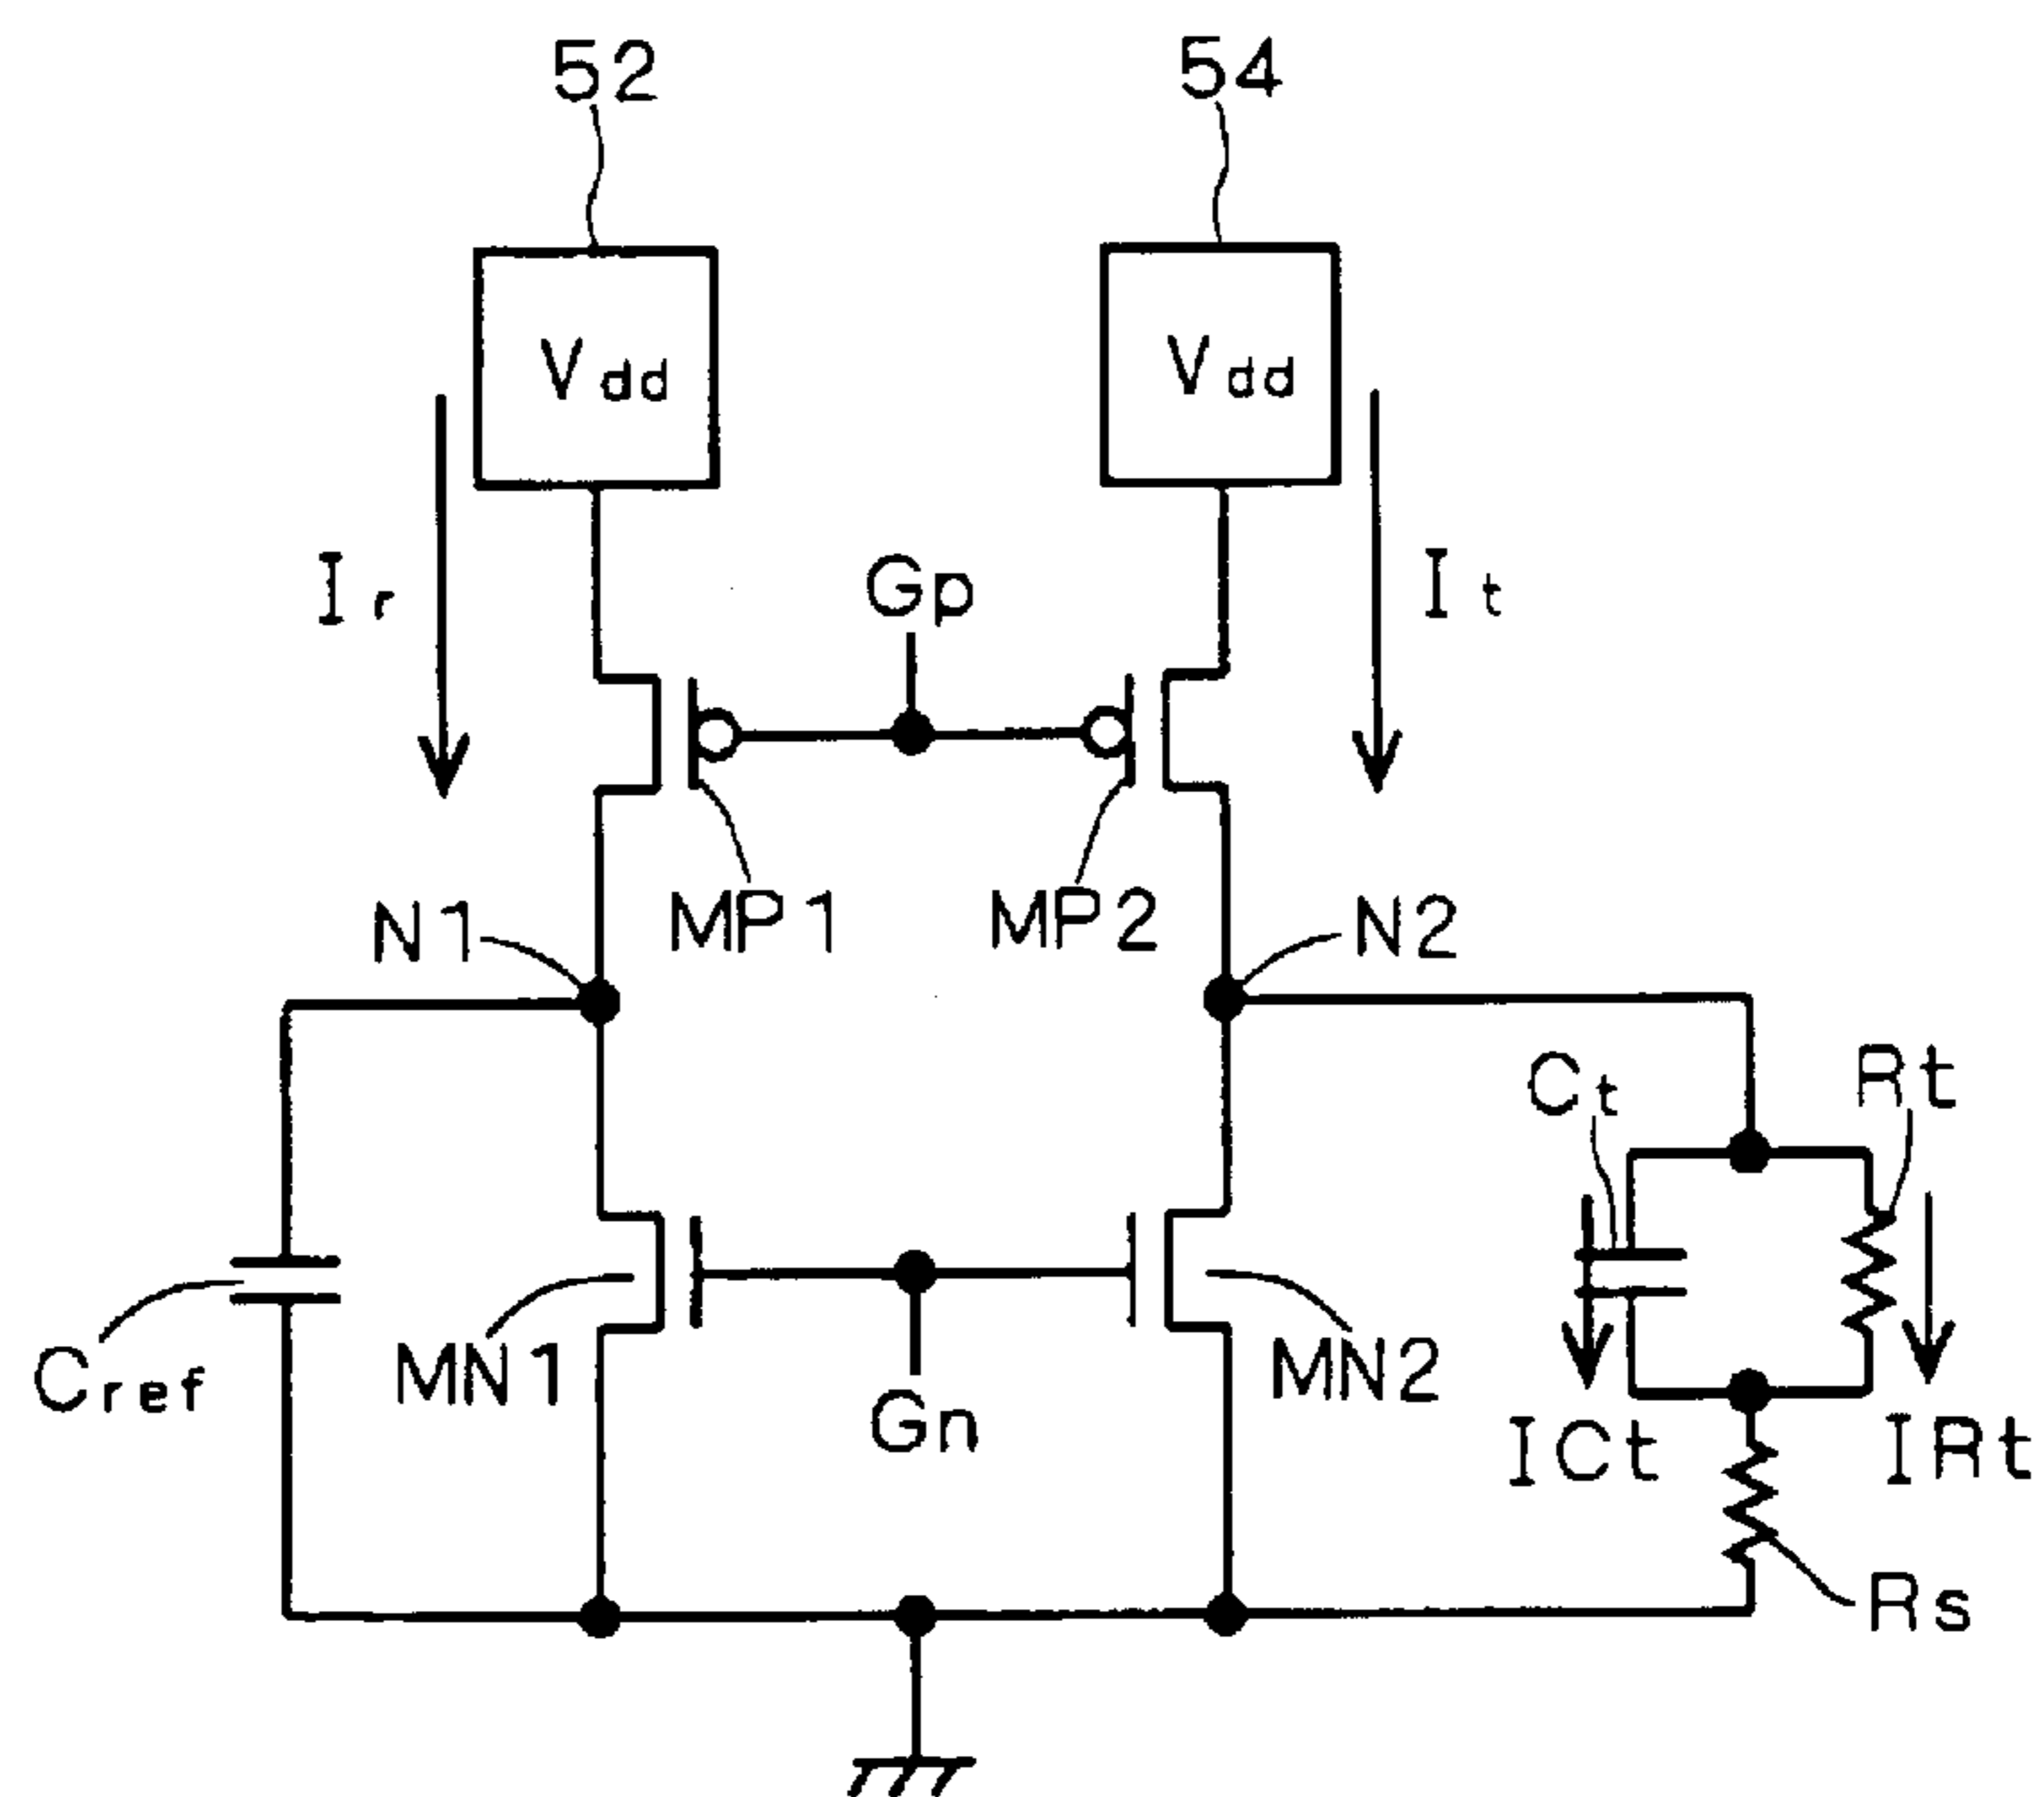 52
54
Vdd
Vdd
Ir
Gp
It
MP1
MP2
N1
N2
Ct
Rt
Cref
MN1
Gn
MN2
ICt
IRt
Rs